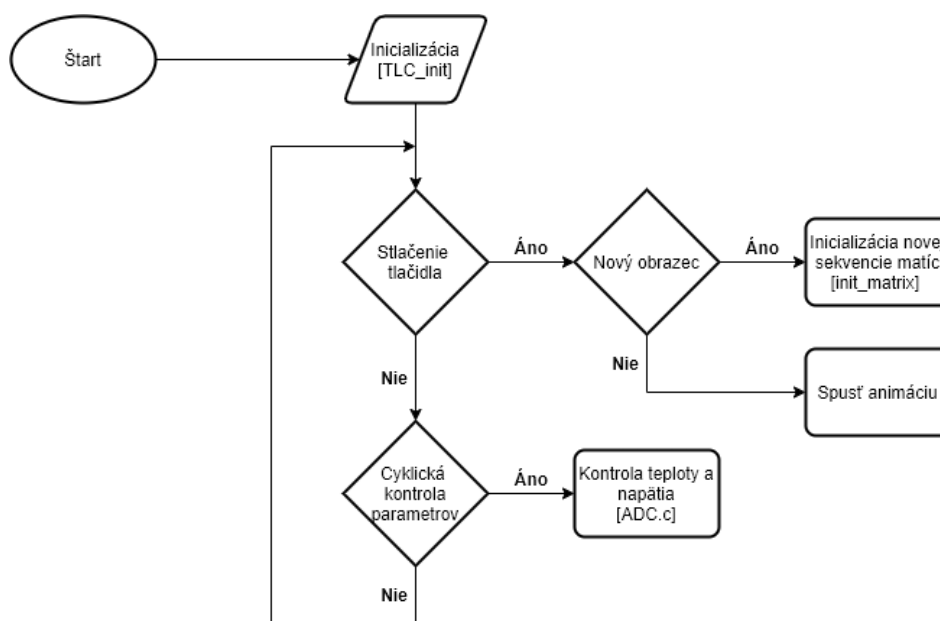 Štart
Inicializácia
[TLC_init]
Stlačenie
tlačidla
Áno
Nový obrazec
Áno
Inicializácia nove
sekvencie matíc
[init_matrix]
Nie
Nie
Spusť animáciu
Cyklická
kontrola
parametrov
Áno
Kontrola teploty a
napätia
[ADC.c]
Nie